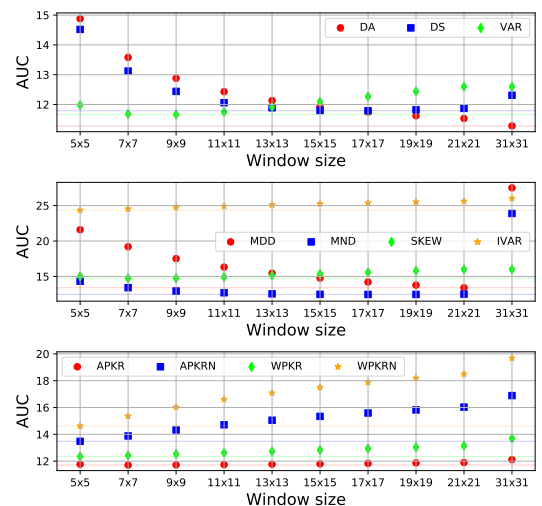 15
14
13
12
AUC
DA DS VAR
5x5 7x7 9x9 11x11 13x13 15x15 17x17 19x19 21x21 31x31
Window size
25
20
15
AUC
MDD MND SKEW IVAR
5x5 7x7 9x9 11x11 13x13 15x15 17x17 19x19 21x21 31x31
Window size
20
18
16
14
12
AUC
APKR APKRN WPKR WPKRN
5x5 7x7 9x9 11x11 13x13 15x15 17x17 19x19 21x21 31x31
Window size